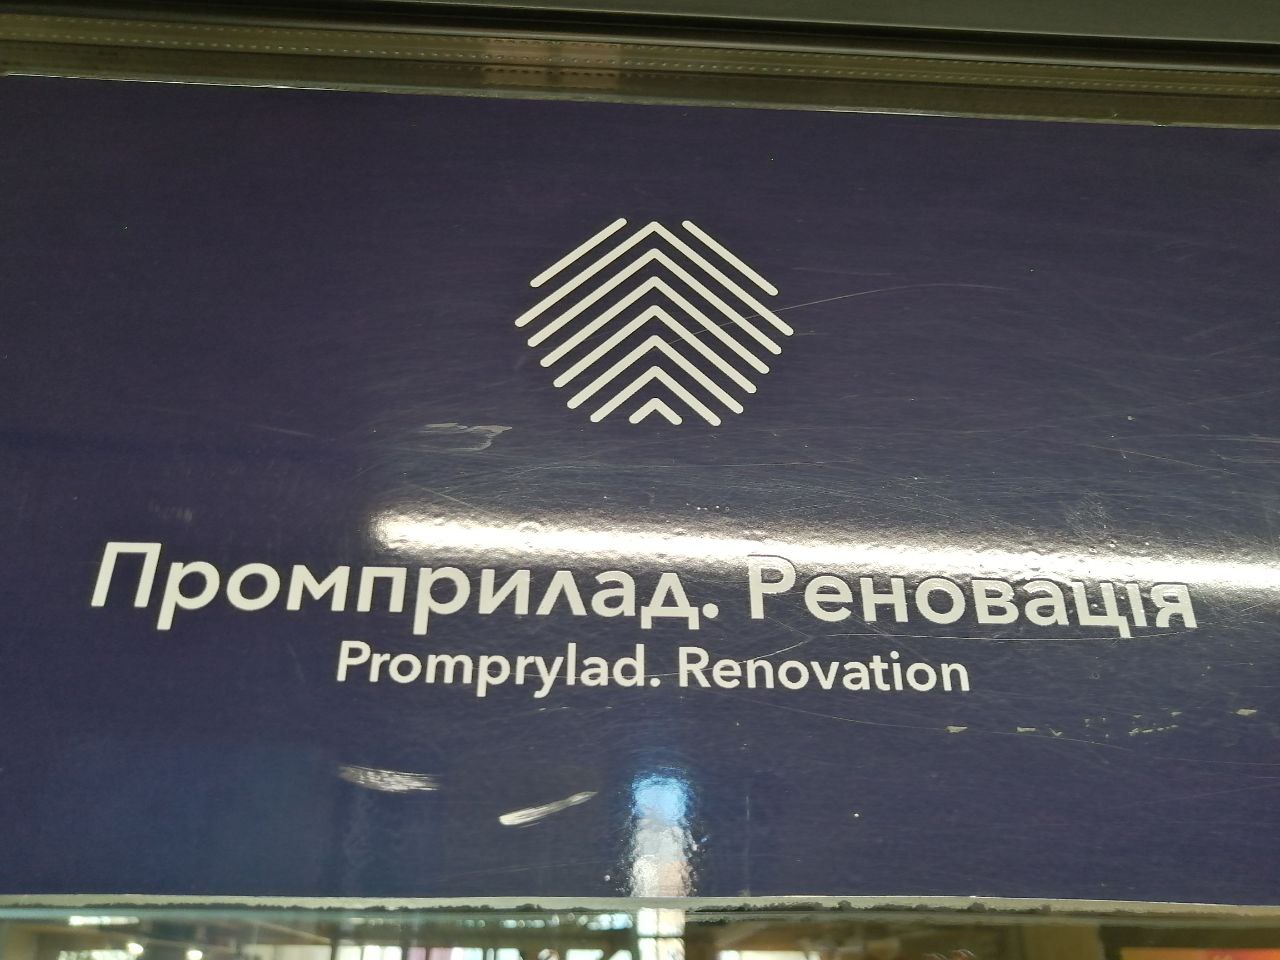 Промприлад. Реновація
Promprylad. Renovation